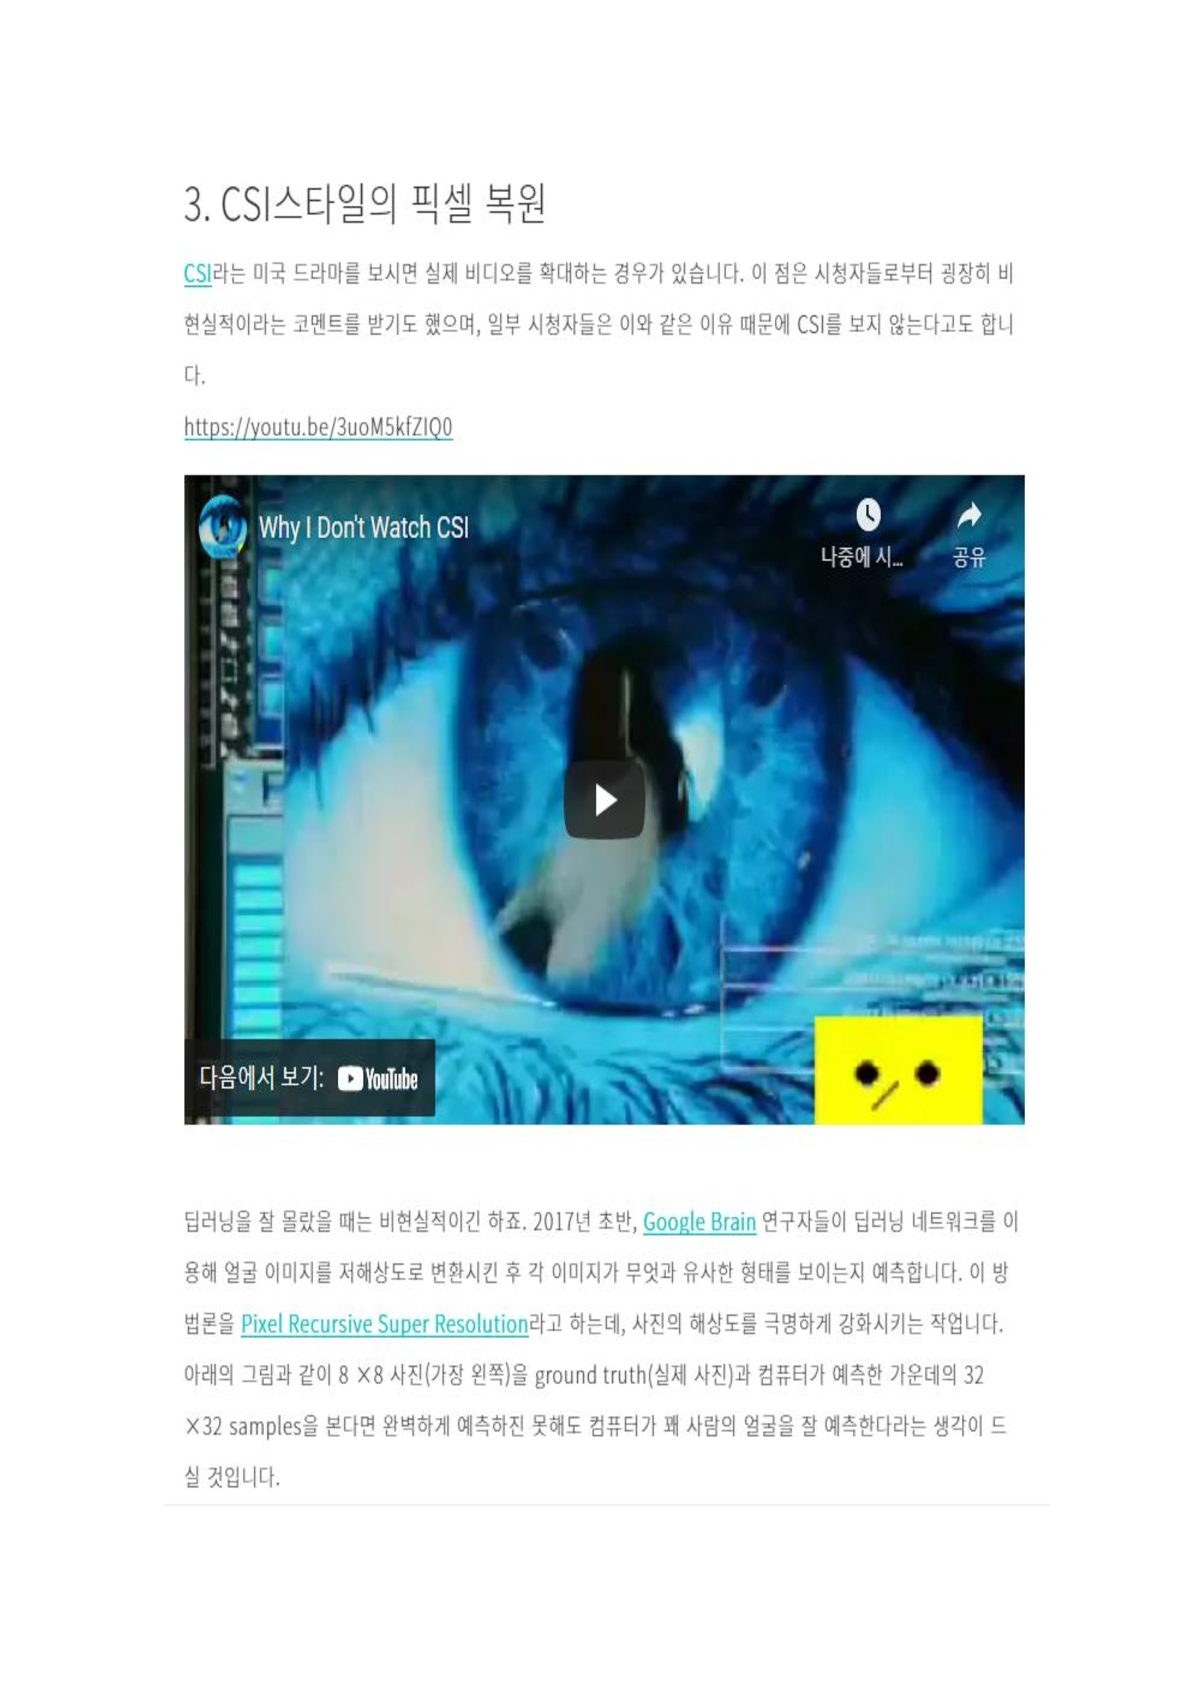 3. CSI스타일의 픽셀 복원
CSI라는 미국 드라마를 보시면 실제 비디오를 확대하는 경우가 있습니다. 이 점은 시청자들로부터 굉장히 비
현실적이라는 코멘트를 받기도 했으며, 일부 시청자들은 이와 같은 이유 때문에 CSI를 보지 않는다고도 합니
다.
https://youtu.be/3uoM5kfZIQ0
Why I Don't Watch CSI
나중에 시...
공유
다음에서 보기: YouTube
딥러닝을 잘 몰랐을 때는 비현실적이긴 하죠. 2017년 초반, Google Brain 연구자들이 딥러닝 네트워크를 이
용해 얼굴 이미지를 저해상도로 변환시킨 후 각 이미지가 무엇과 유사한 형태를 보이는지 예측합니다. 이 방
법론을 Pixel Recursive Super Resolution라고 하는데, 사진의 해상도를 극명하게 강화시키는 작업니다.
아래의 그림과 같이 8 ×8 사진(가장 왼쪽)을 ground truth(실제 사진)과 컴퓨터가 예측한 가운데의 32
×32 samples을 본다면 완벽하게 예측하진 못해도 컴퓨터가 꽤 사람의 얼굴을 잘 예측한다라는 생각이 드
실 것입니다.